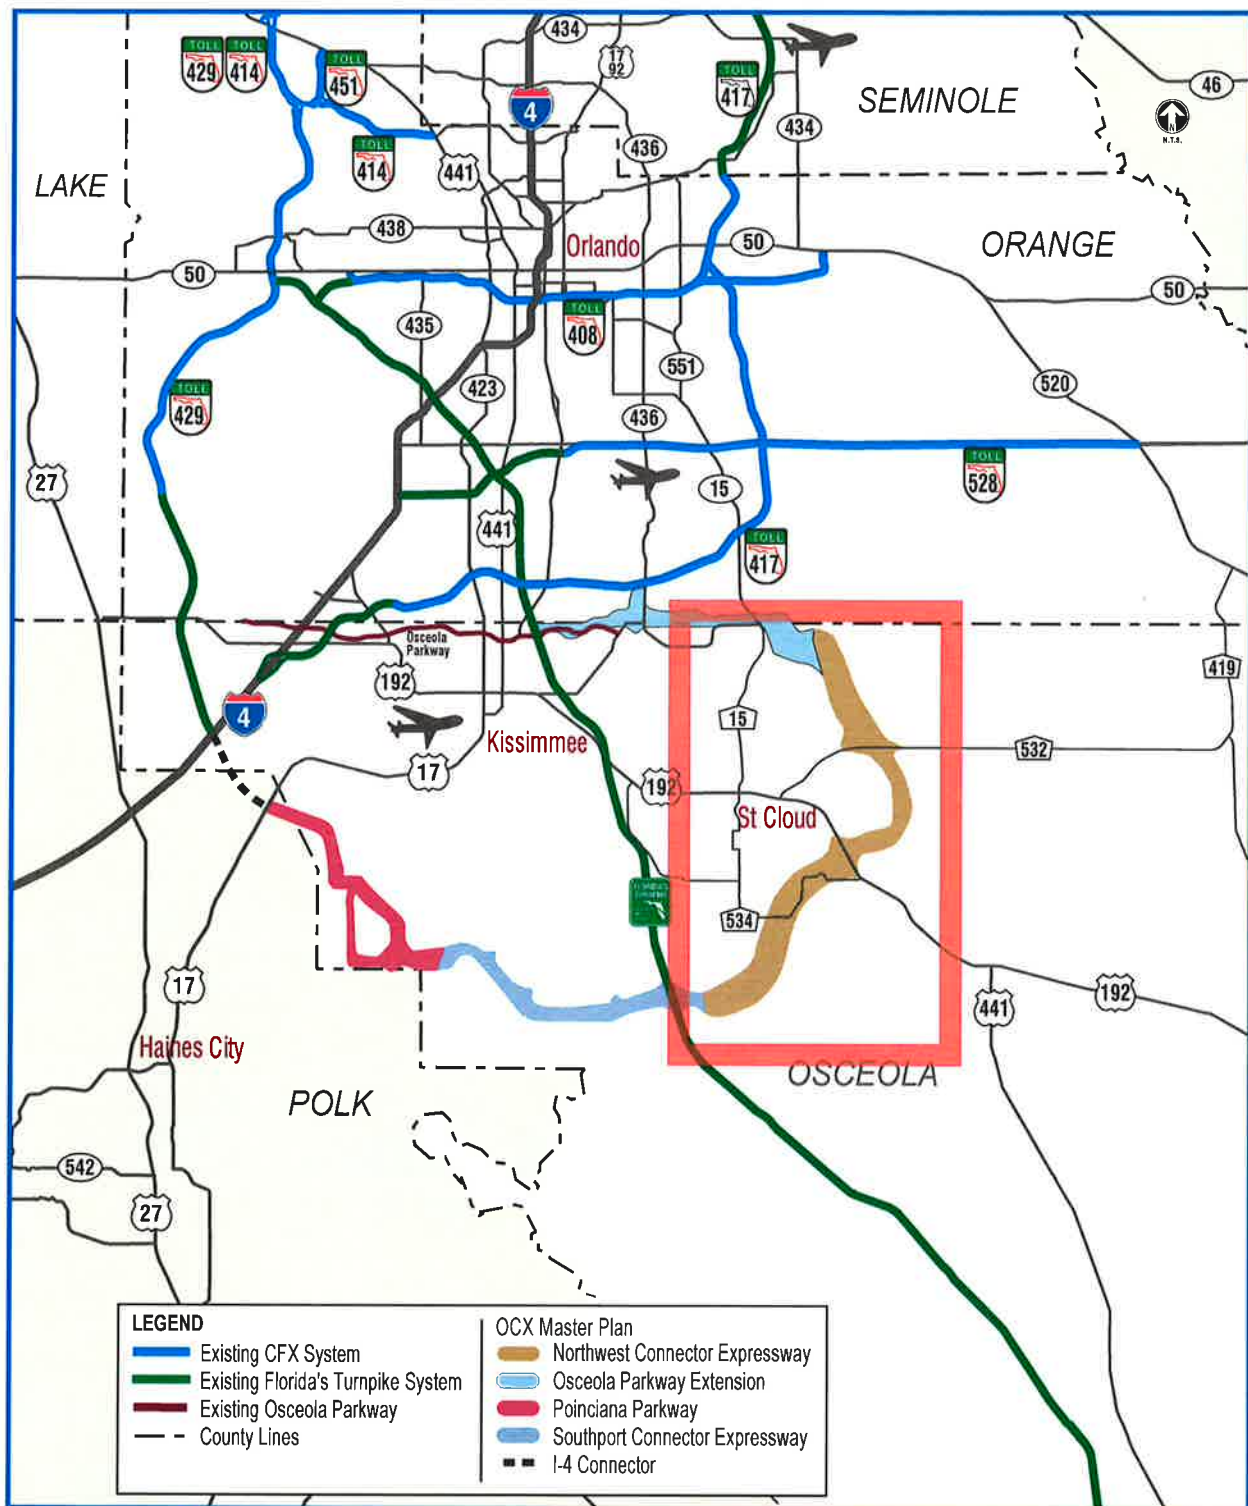 434
17
92
TOLL
429
TOLL
414
TOLL
451
TOLL
417
46
SEMINOLE
4
434
N
N.T.S.
436
TOLL
414
441
LAKE
438
Orlando
50
ORANGE
50
50
TOLL
408
435
551
520
423
TOLL
429
436
27
15
TOLL
528
441
TOLL
417
Osceola
Parkway
419
192
4
15
Kissimmee
532
17
192
St Cloud
534
17
441
192
Haines City
OSCEOLA
POLK
542
27
LEGEND
Existing CFX System
Existing Florida's Turnpike System
Existing Osceola Parkway
County Lines
OCX Master Plan
Northwest Connector Expressway
Osceola Parkway Extension
Poinciana Parkway
Southport Connector Expressway
I-4 Connector